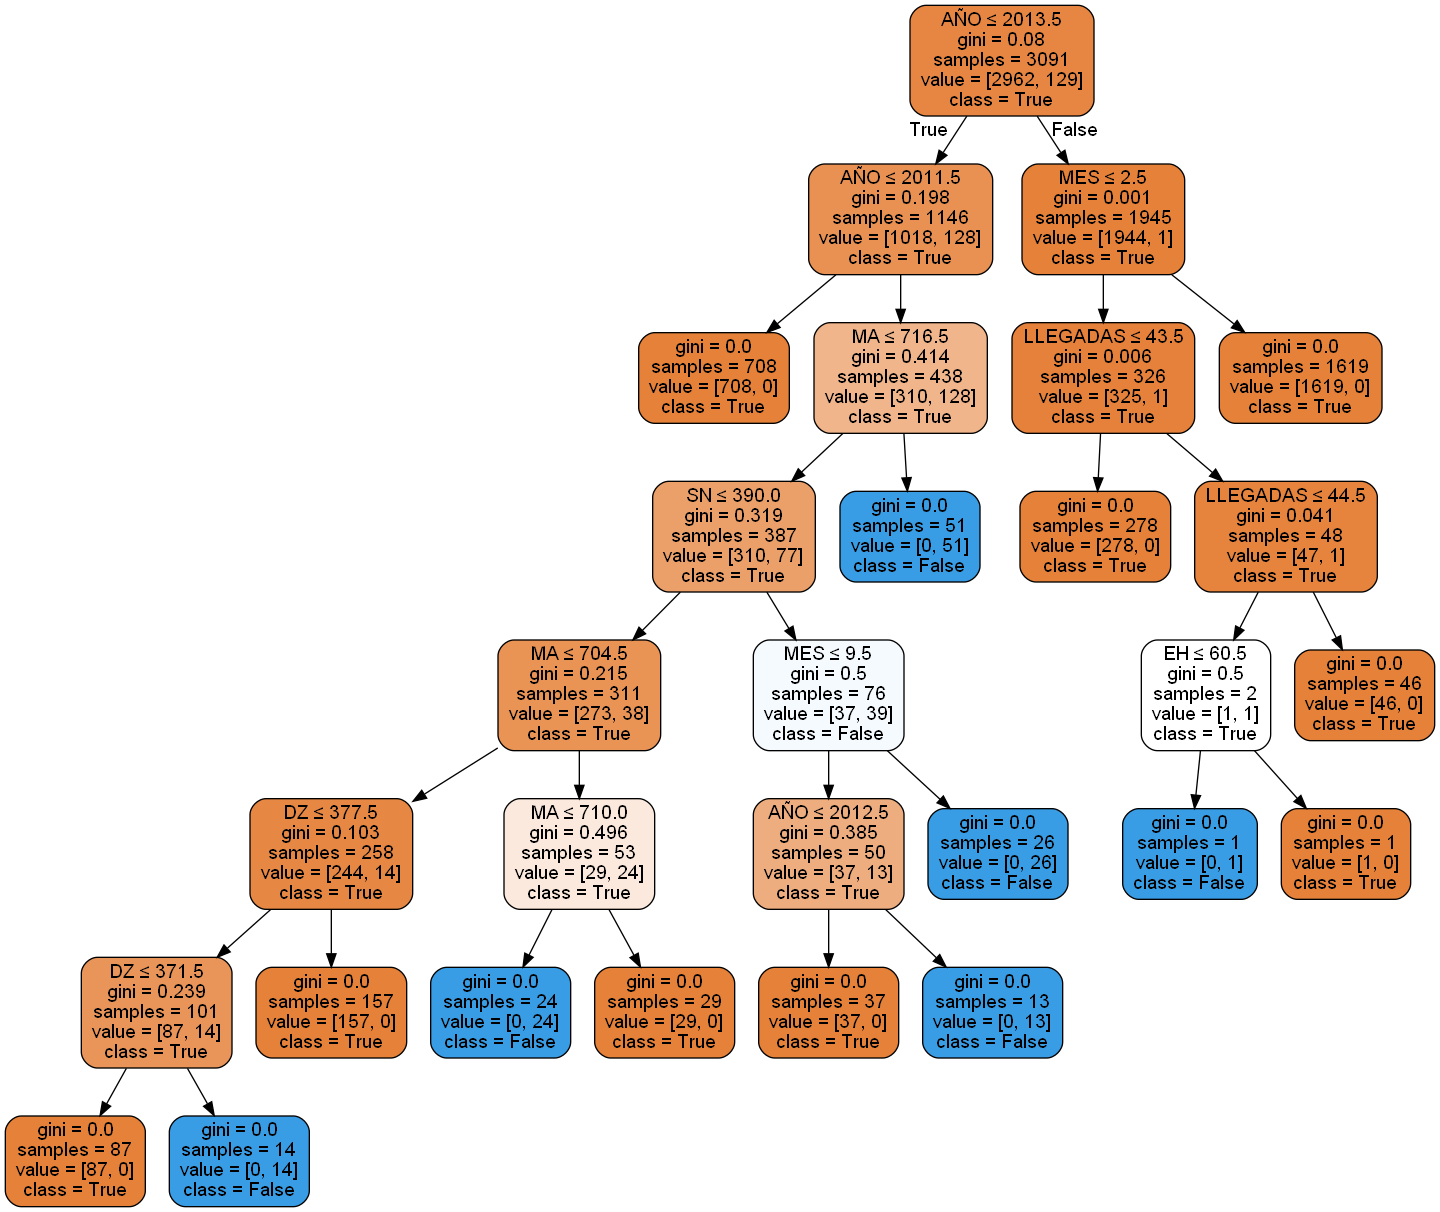 AÑO ≤ 2013.5
gini = 0.08
samples = 3091
value = [2962, 129]
class = True
True
False
AÑO ≤ 2011.5
gini = 0.198
samples = 1146
value = [1018, 128]
class = True
MES ≤ 2.5
gini = 0.001
samples = 1945
value = [1944, 1]
class = True
gini = 0.0
samples = 708
value = [708, 0]
class = True
MA ≤ 716.5
gini = 0.414
samples = 438
value = [310, 128]
class = True
LLEGADAS ≤ 43.5
gini = 0.006
samples = 326
value = [325, 1]
class = True
gini = 0.0
samples = 1619
value = [1619, 0]
class = True
SN ≤ 390.0
gini = 0.319
samples = 387
value = [310, 77]
class = True
gini = 0.0
samples = 51
value = [0, 51]
class = False
gini = 0.0
samples = 278
value = [278, 0]
class = True
LLEGADAS ≤ 44.5
gini = 0.041
samples = 48
value = [47, 1]
class = True
MA ≤ 704.5
gini = 0.215
samples = 311
value = [273, 38]
class = True
MES ≤ 9.5
gini = 0.5
samples = 76
value = [37, 39]
class = False
EH ≤ 60.5
gini = 0.5
samples = 2
value = [1, 1]
class = True
gini = 0.0
samples = 46
value = [46, 0]
class = True
DZ ≤ 377.5
gini = 0.103
samples = 258
value = [244, 14]
class = True
MA ≤ 710.0
gini = 0.496
samples = 53
value = [29, 24]
class = True
AÑO ≤ 2012.5
gini = 0.385
samples = 50
value = [37, 13]
class = True
gini = 0.0
samples = 26
value = [0, 26]
class = False
gini = 0.0
samples = 1
value = [0, 1]
class = False
gini = 0.0
samples = 1
value = [1, 0]
class = True
DZ ≤ 371.5
gini = 0.239
samples = 101
value = [87, 14]
class = True
gini = 0.0
samples = 157
value = [157, 0]
class = True
gini = 0.0
samples = 24
value = [0, 24]
class = False
gini = 0.0
samples = 29
value = [29, 0]
class = True
gini = 0.0
samples = 37
value = [37, 0]
class = True
gini = 0.0
samples = 13
value = [0, 13]
class = False
gini = 0.0
samples = 87
value = [87, 0]
class = True
gini = 0.0
samples = 14
value = [0, 14]
class = False